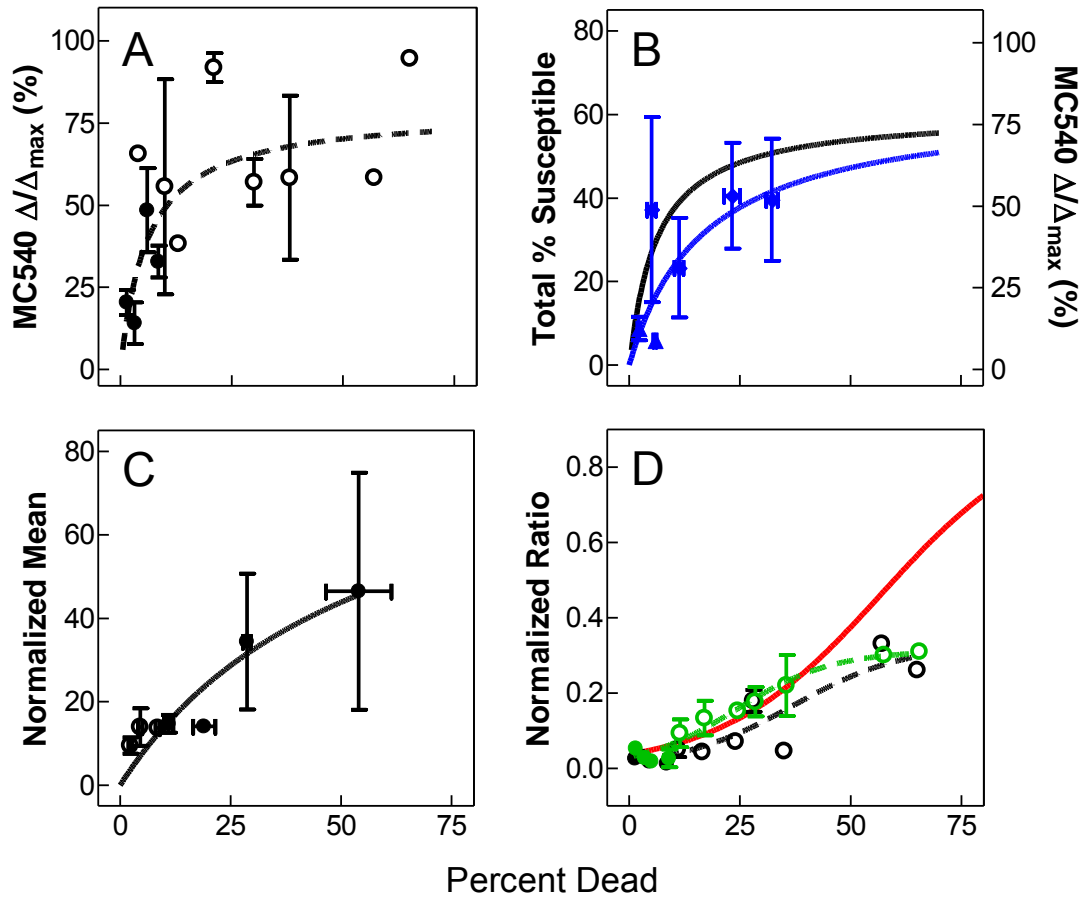 A
MC540 Δ/Δmax (%)
100
75
50
25
0
B
Total % Susceptible
80
60
40
20
0
MC540 Δ/Δmax (%)
100
75
50
25
0
C
Normalized Mean
80
60
40
20
0
0 25 50 75
D
Normalized Ratio
0.8
0.6
0.4
0.2
0.0
0 25 50 75
Percent Dead